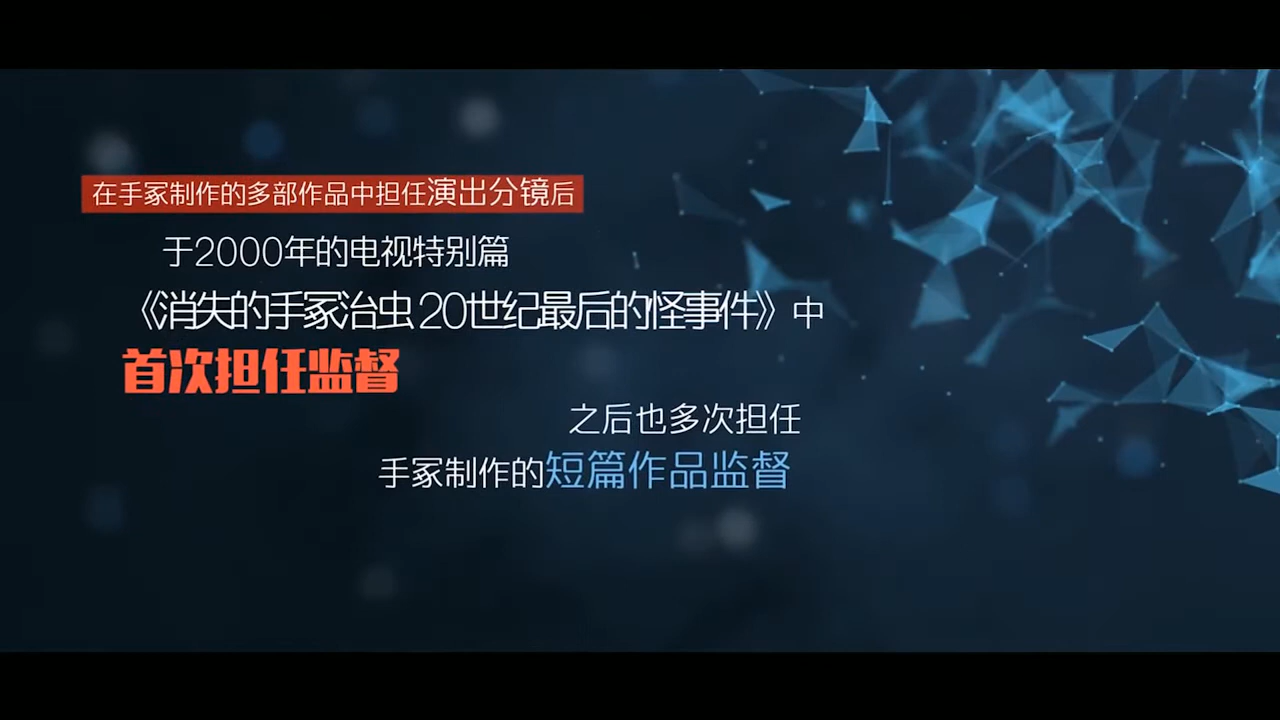 在手冢制作的多部作品中担任演出分镜后
于2000年的电视特别篇
《消失的手冢治虫 20世纪最后的怪事件》中
首次担任监督
之后也多次担任
手冢制作的短篇作品监督